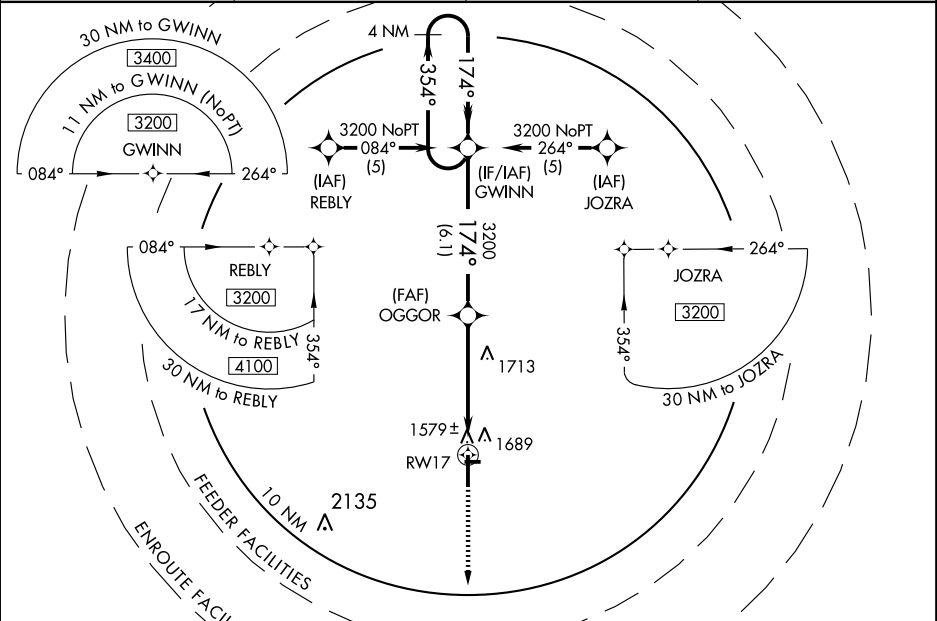 30 NM to GWINN
3400
11 NM to GWINN (NoPT)
3200
GWINN
084°
264°
4 NM
354°
174°
3200 NoPT
084°
(5)
(IAF)
REBLY
(IF/IAF)
GWINN
3200 NoPT
264°
(5)
(IAF)
JOZRA
3200
174°
(6.1)
084°
REBLY
3200
17 NM to REBLY
4100
30 NM to REBLY
354°
(FAF)
OGGOR
264°
JOZRA
3200
354°
30 NM to JOZRA
1713
1579±
1689
RW17
2135
10 NM
FEEDER FACILITIES
ENROUTE FACIL